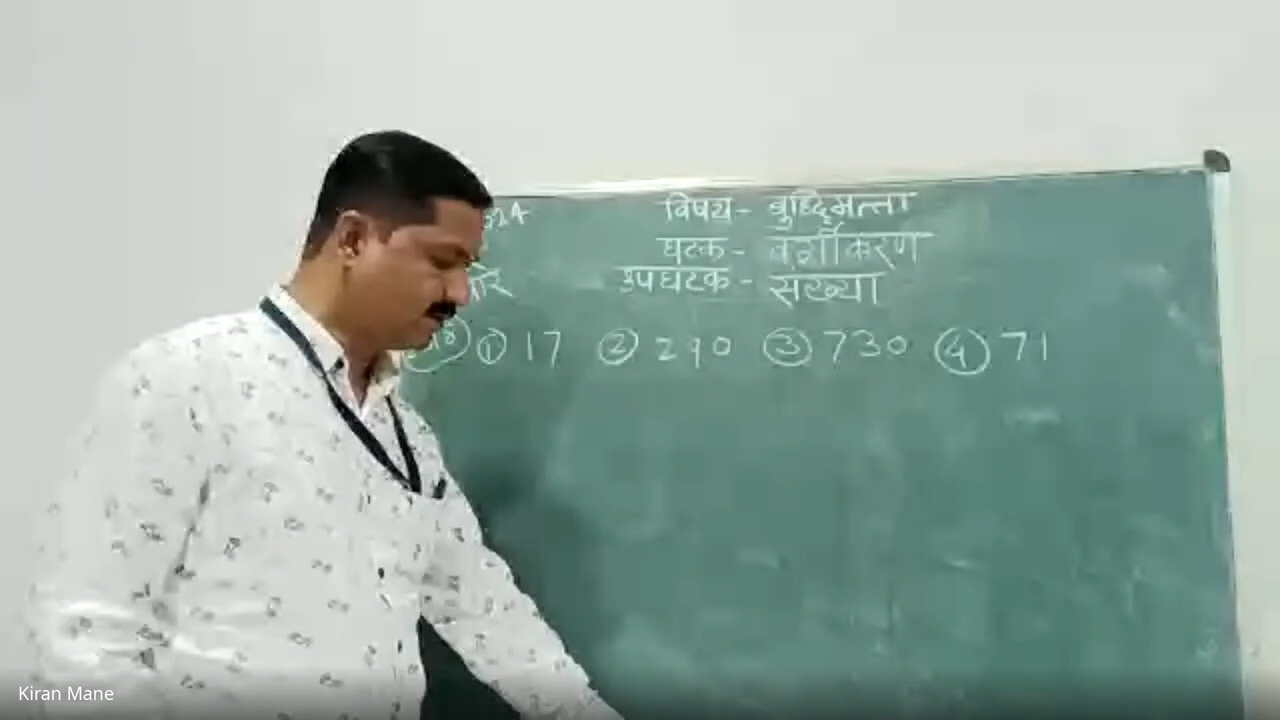 विषय - बुध्दिमत्ता
घटक - वर्गीकरण
उपघटक - संख्या
① 17 ② 290 ③ 730 ④ 71
Kiran Mane